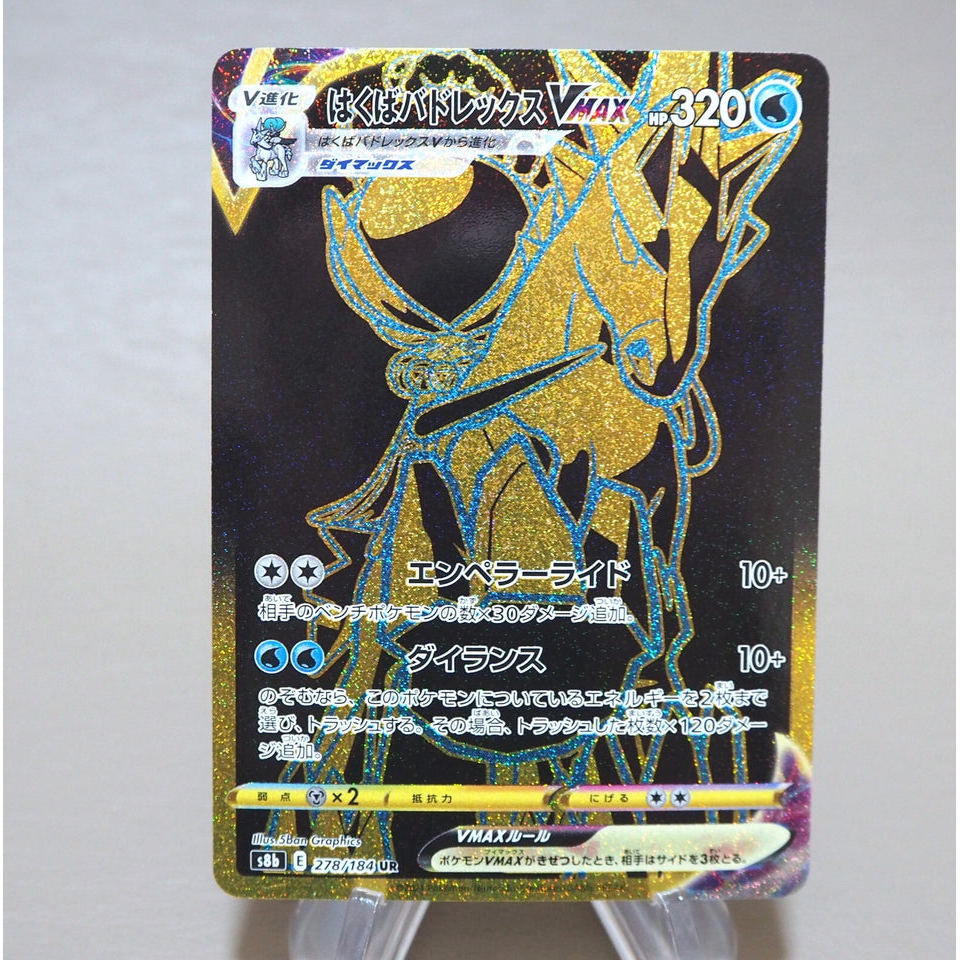 V進化
はくばバドレックスVMAX HP320
はくばバドレックスVから進化
ダイマックス
エンペラーライド 10+
相手のベンチポケモンの数×30ダメージ追加。
ダイランス 10+
のぞむなら、このポケモンについているエネルギーを2枚まで
選び、トラッシュする。その場合、トラッシュした枚数×120ダメー
ジ追加。
弱点 ×2 抵抗力 にげる
Illus. 5ban Graphics
VMAXルール
ポケモンVMAXがきぜつしたとき、相手はサイドを3枚とる。
s8b E 278/184 UR